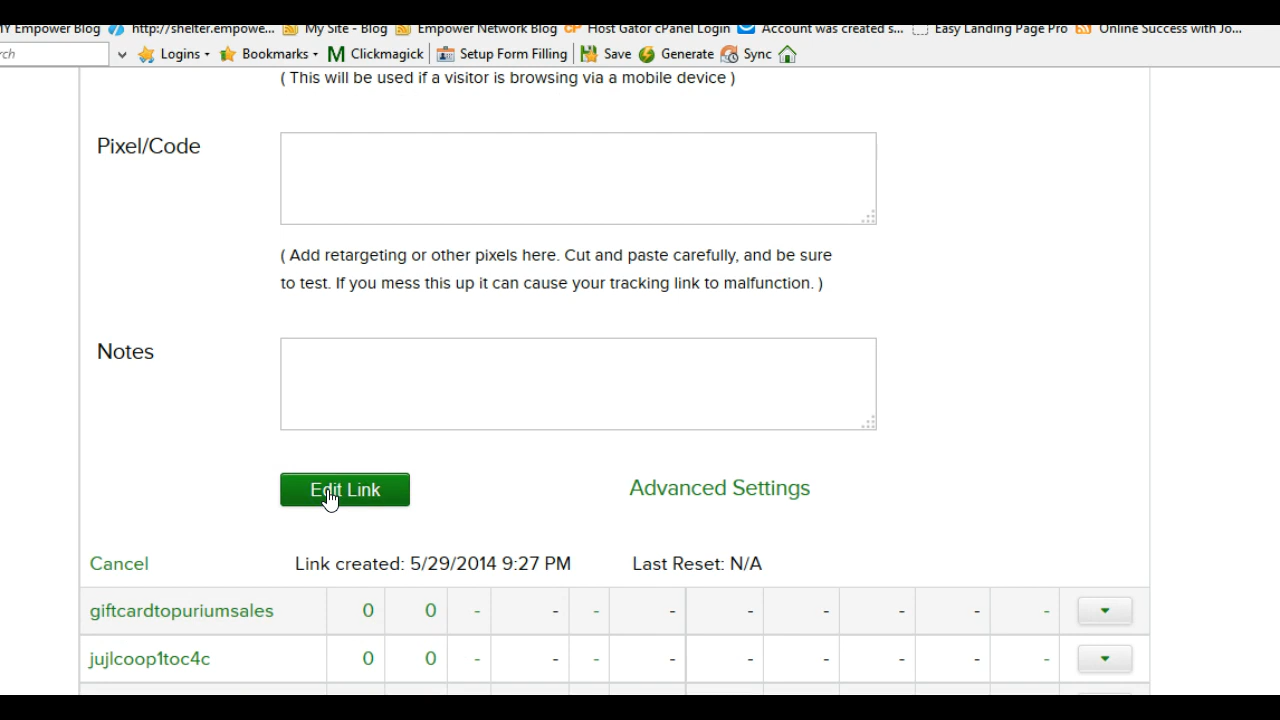 Y Empower Blog http://shelter.empowe... My Site - Blog Empower Network Blog Host Gator cPanel Login Account was created s... Easy Landing Page Pro Online Success with Jo...
rch Logins Bookmarks Clickmagick Setup Form Filling Save Generate Sync
( This will be used if a visitor is browsing via a mobile device )
Pixel/Code
( Add retargeting or other pixels here. Cut and paste carefully, and be sure
to test. If you mess this up it can cause your tracking link to malfunction. )
Notes
Edit Link Advanced Settings
Cancel Link created: 5/29/2014 9:27 PM Last Reset: N/A
giftcardtopuriumsales 0 0 - - - - - - - - -
jujlcoop1toc4c 0 0 - - - - - - - - -